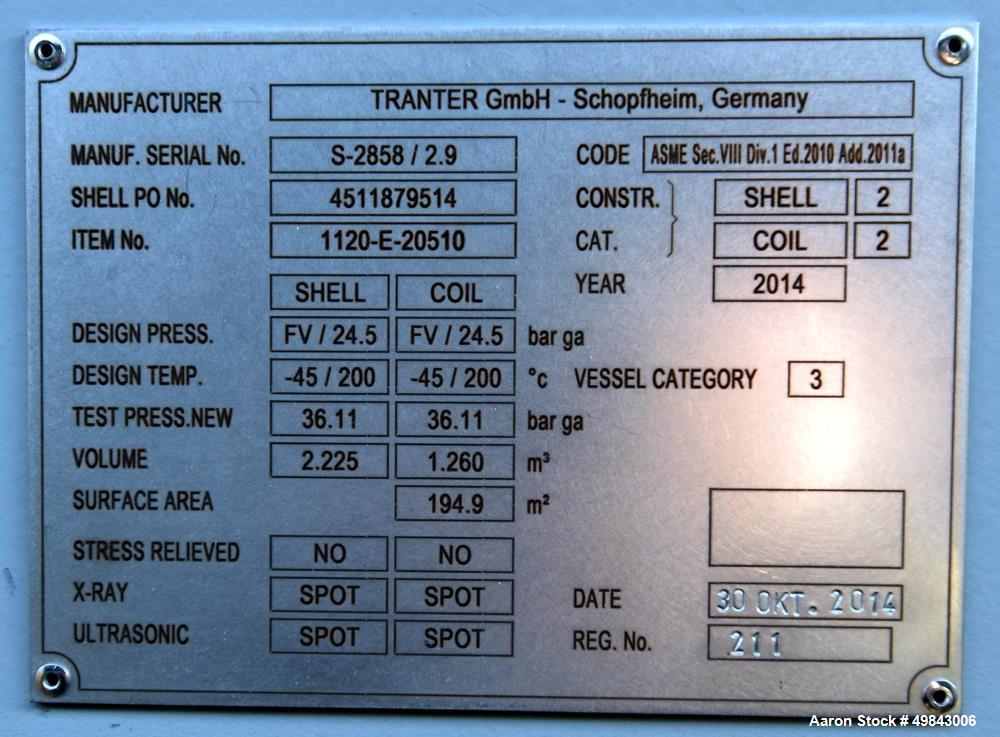 MANUFACTURER TRANTER GmbH - Schopfheim, Germany
MANUF. SERIAL No. S-2858 / 2.9 CODE ASME Sec.VIII Div.1 Ed.2010 Add.2011a
SHELL PO No. 4511879514 CONSTR. SHELL 2
ITEM No. 1120-E-20510 CAT. COIL 2
YEAR 2014
SHELL COIL
DESIGN PRESS. FV / 24.5 FV / 24.5 bar ga
DESIGN TEMP. -45 / 200 -45 / 200 °c VESSEL CATEGORY 3
TEST PRESS.NEW 36.11 36.11 bar ga
VOLUME 2.225 1.260 m³
SURFACE AREA 194.9 m²
STRESS RELIEVED NO NO
X-RAY SPOT SPOT DATE 30 OKT. 2014
ULTRASONIC SPOT SPOT REG. No. 211
Aaron Stock # 49843006